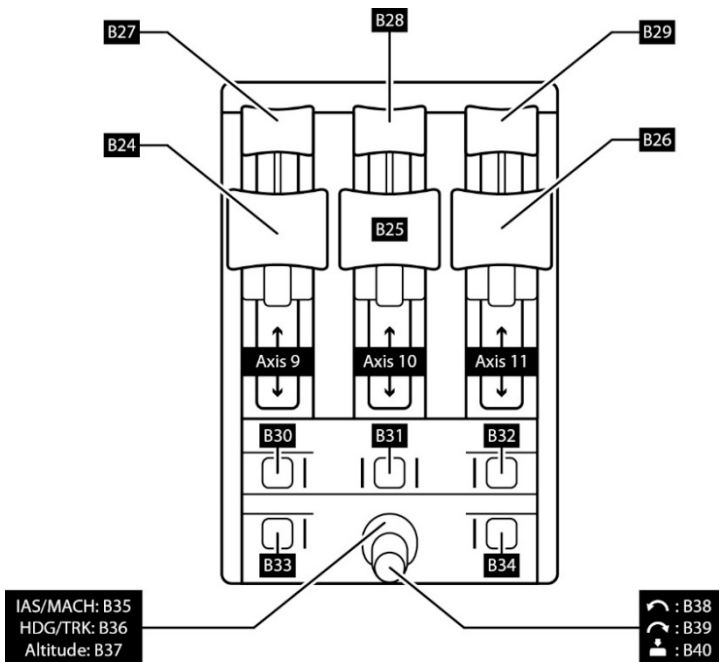 B27
B28
B29
B24
B26
B25
Axis 9
Axis 10
Axis 11
B30
B31
B32
B33
B34
IAS/MACH: B35
HDG/TRK: B36
Altitude: B37
: B38
: B39
: B40